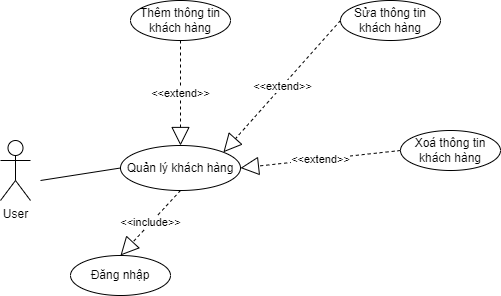 Thêm thông tin
khách hàng
Sửa thông tin
khách hàng
<<extend>>
<<extend>>
Xoá thông tin
khách hàng
<<extend>>
Quản lý khách hàng
User
<<include>>
Đăng nhập